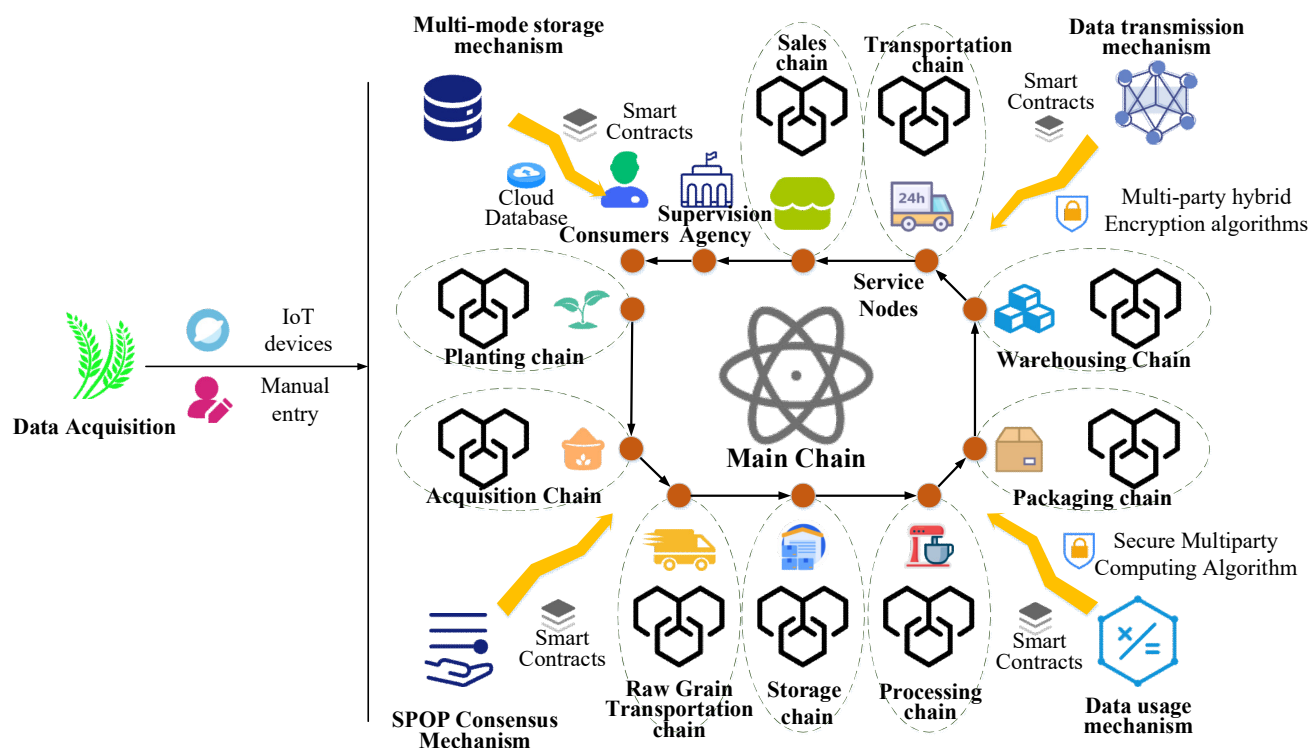 Multi-mode storage
mechanism
Smart
Contracts
Cloud
Database
Consumers
Supervision
Agency
Sales
chain
Transportation
chain
24h
Data transmission
mechanism
Smart
Contracts
Multi-party hybrid
Encryption algorithms
Service
Nodes
IoT
devices
Manual
entry
Data Acquisition
Planting chain
Acquisition Chain
Main Chain
Warehousing Chain
Packaging chain
Smart
Contracts
SPOP Consensus
Mechanism
Raw Grain
Transportation
chain
Storage
chain
Processing
chain
Secure Multiparty
Computing Algorithm
Smart
Contracts
Data usage
mechanism